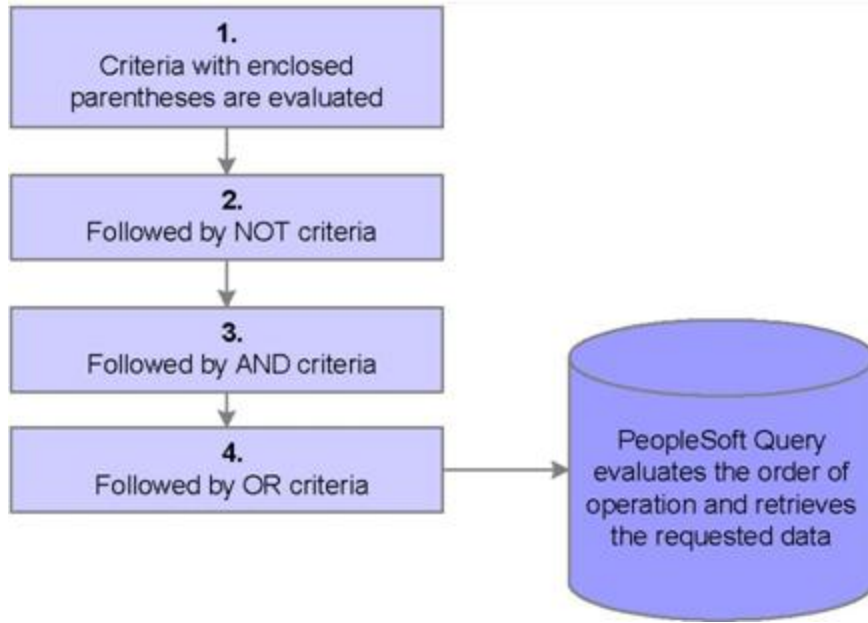 1.
Criteria with enclosed
parentheses are evaluated
2.
Followed by NOT criteria
3.
Followed by AND criteria
4.
Followed by OR criteria
PeopleSoft Query
evaluates the order of
operation and retrieves
the requested data